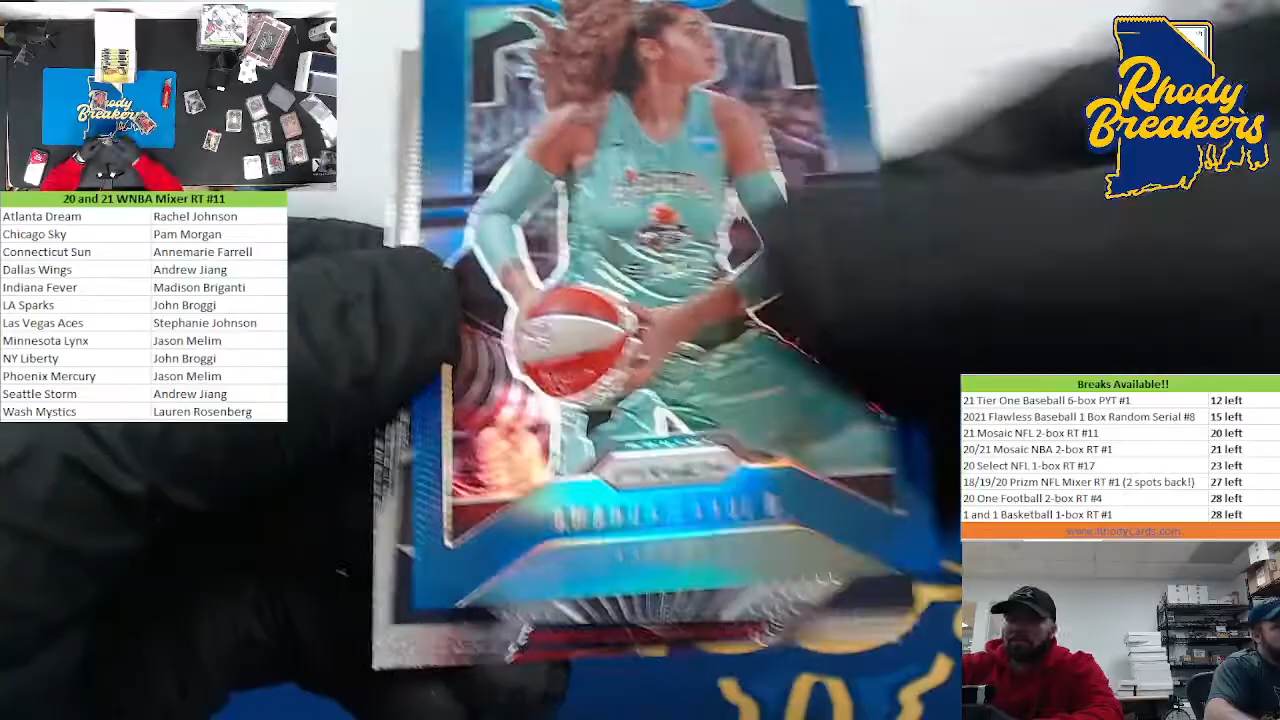 Rhody
Breakers
Rhody
Breakers
20 and 21 WNBA Mixer RT #11
Atlanta Dream Rachel Johnson
Chicago Sky Pam Morgan
Connecticut Sun Annemarie Farrell
Dallas Wings Andrew Jiang
Indiana Fever Madison Briganti
LA Sparks John Broggi
Las Vegas Aces Stephanie Johnson
Minnesota Lynx Jason Melim
NY Liberty John Broggi
Phoenix Mercury Jason Melim
Seattle Storm Andrew Jiang
Wash Mystics Lauren Rosenberg
Breaks Available!!
21 Tier One Baseball 6-box PYT #1 12 left
2021 Flawless Baseball 1 Box Random Serial #8 15 left
21 Mosaic NFL 2-box RT #11 20 left
20/21 Mosaic NBA 2-box RT #1 21 left
20 Select NFL 1-box RT #17 23 left
18/19/20 Prizm NFL Mixer RT #1 (2 spots back!) 27 left
20 One Football 2-box RT #4 28 left
1 and 1 Basketball 1-box RT #1 28 left
www.RhodyCards.com